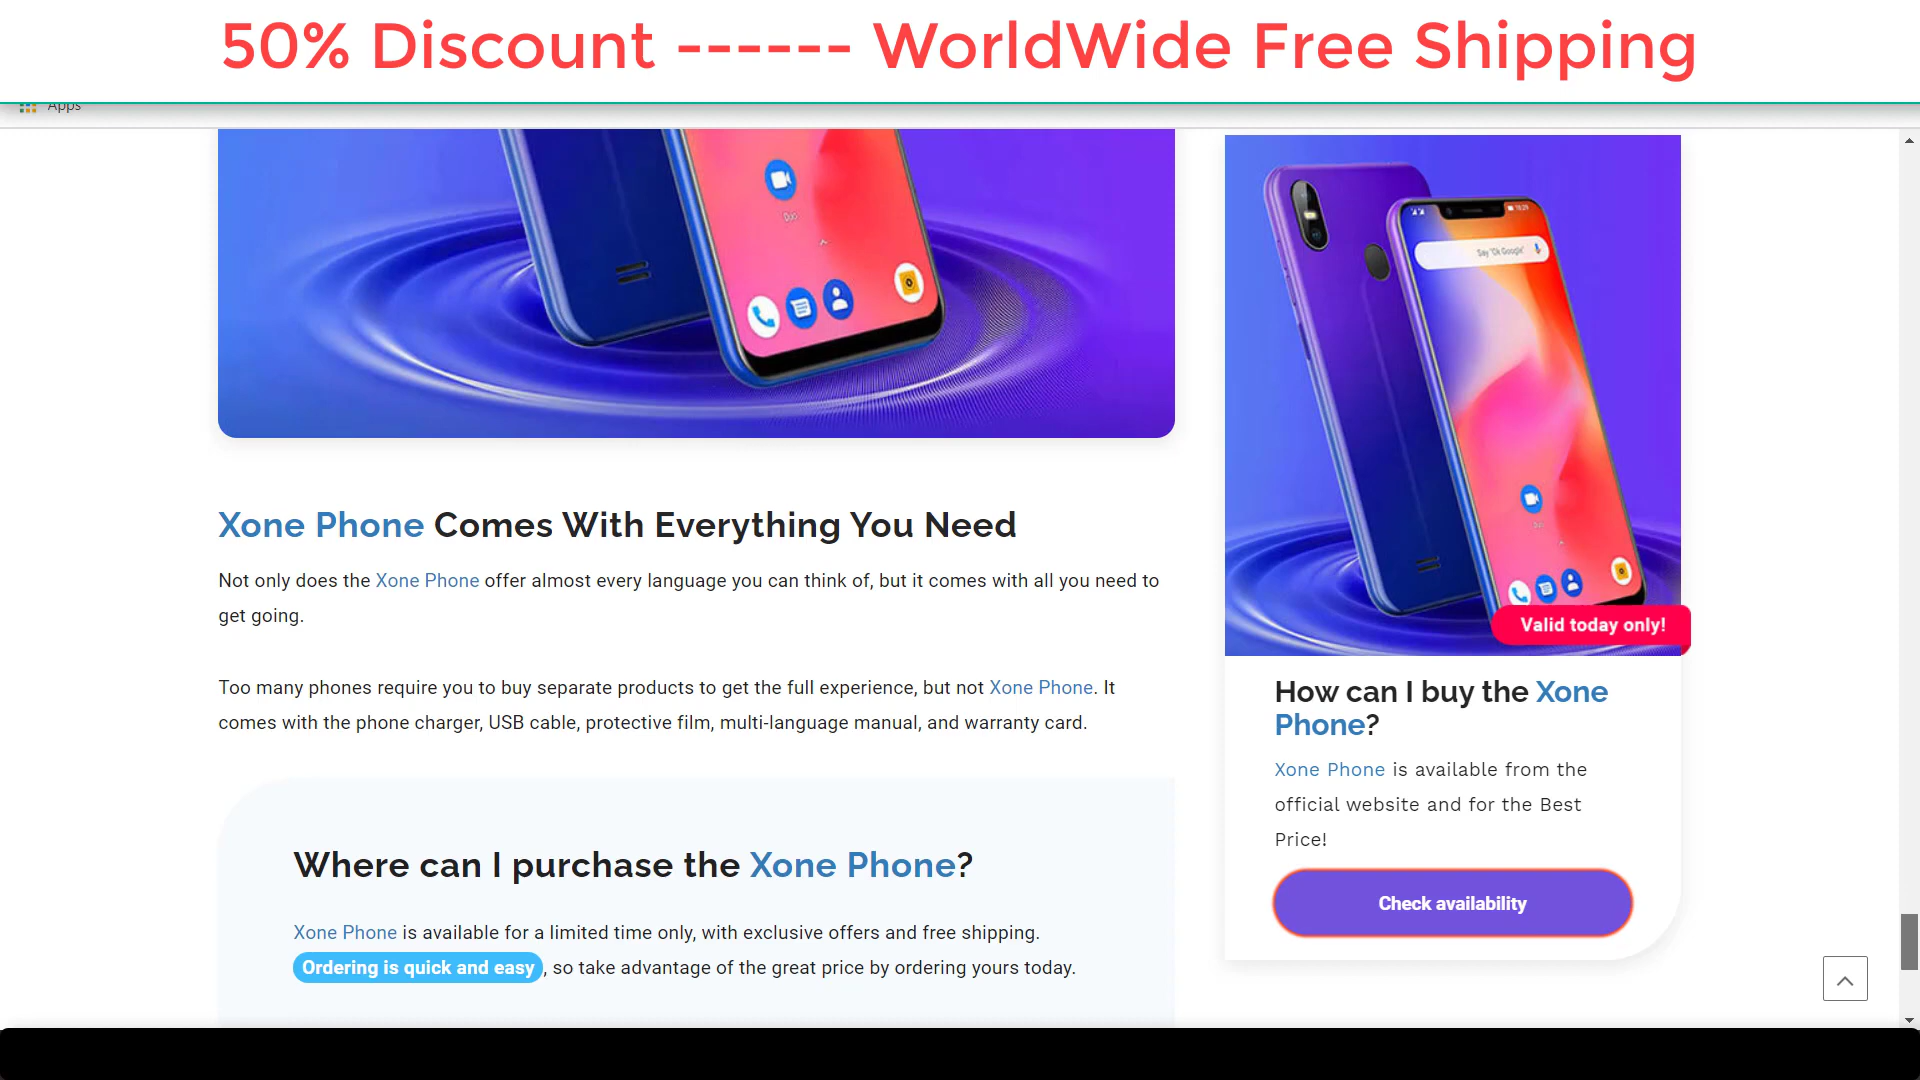 50% Discount ------ WorldWide Free Shipping
Apps
Duo
Say "Ok Google"
Valid today only!
Xone Phone Comes With Everything You Need
Not only does the Xone Phone offer almost every language you can think of, but it comes with all you need to
get going.
Too many phones require you to buy separate products to get the full experience, but not Xone Phone. It
comes with the phone charger, USB cable, protective film, multi-language manual, and warranty card.
Where can I purchase the Xone Phone?
Xone Phone is available for a limited time only, with exclusive offers and free shipping.
Ordering is quick and easy, so take advantage of the great price by ordering yours today.
How can I buy the Xone
Phone?
Xone Phone is available from the
official website and for the Best
Price!
Check availability